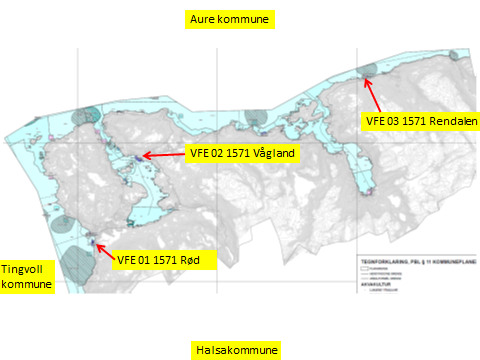 Aure kommune
VFE 03 1571 Rendalen
VFE 02 1571 Vågland
VFE 01 1571 Rød
Tingvoll
kommune
TEGNFORKLARING, PBL § 11 KOMMUNEPLANE
AKVAKULTUR
Halsakommune